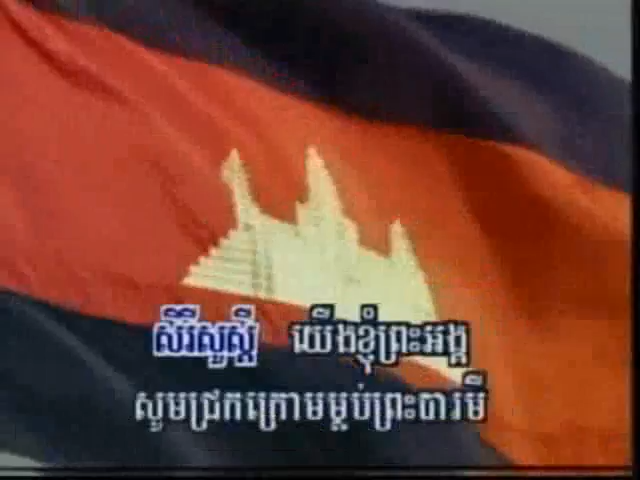 សិរីសួស្តី យើងខ្ញុំព្រះអង្គ
សូមជ្រកក្រោមម្លប់ព្រះបារមី